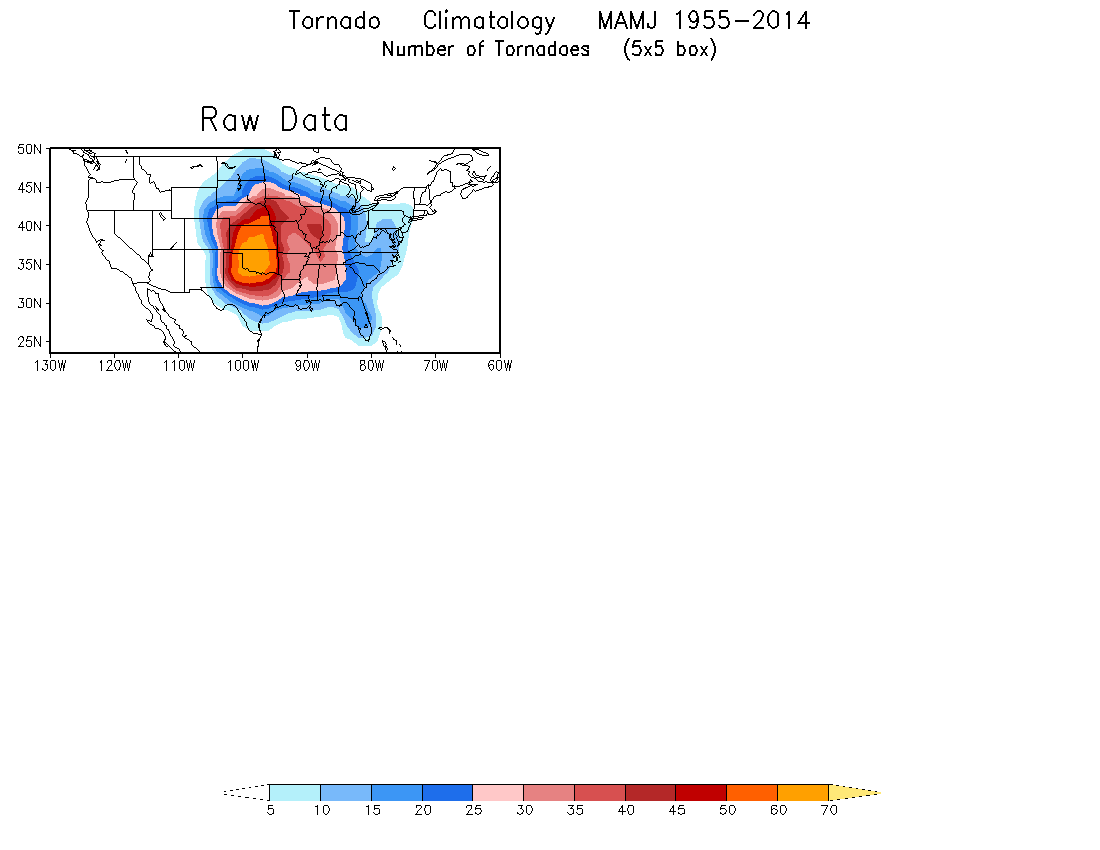 Tornado Climatology MAMJ 1955-2014
Number of Tornadoes (5x5 box)
Raw Data
50N
45N
40N
35N
30N
25N
130W 120W 110W 100W 90W 80W 70W 60W
5 10 15 20 25 30 35 40 45 50 60 70